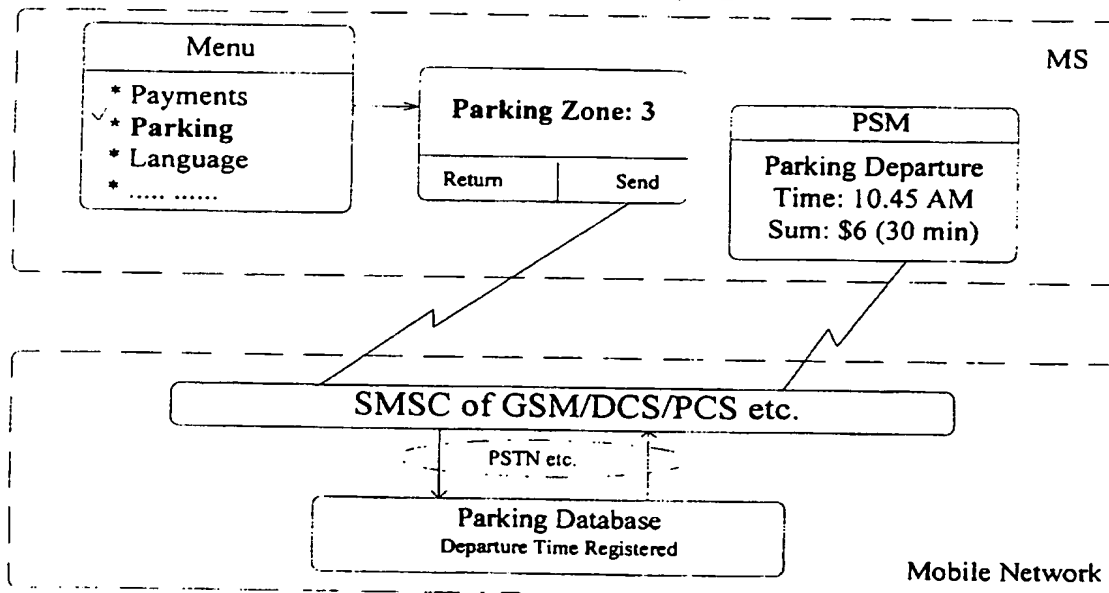 Menu
* Payments
* Parking
* Language
* ..... ......
Parking Zone: 3
Return
Send
MS
PSM
Parking Departure
Time: 10.45 AM
Sum: $6 (30 min)
SMSC of GSM/DCS/PCS etc.
PSTN etc.
Parking Database
Departure Time Registered
Mobile Network